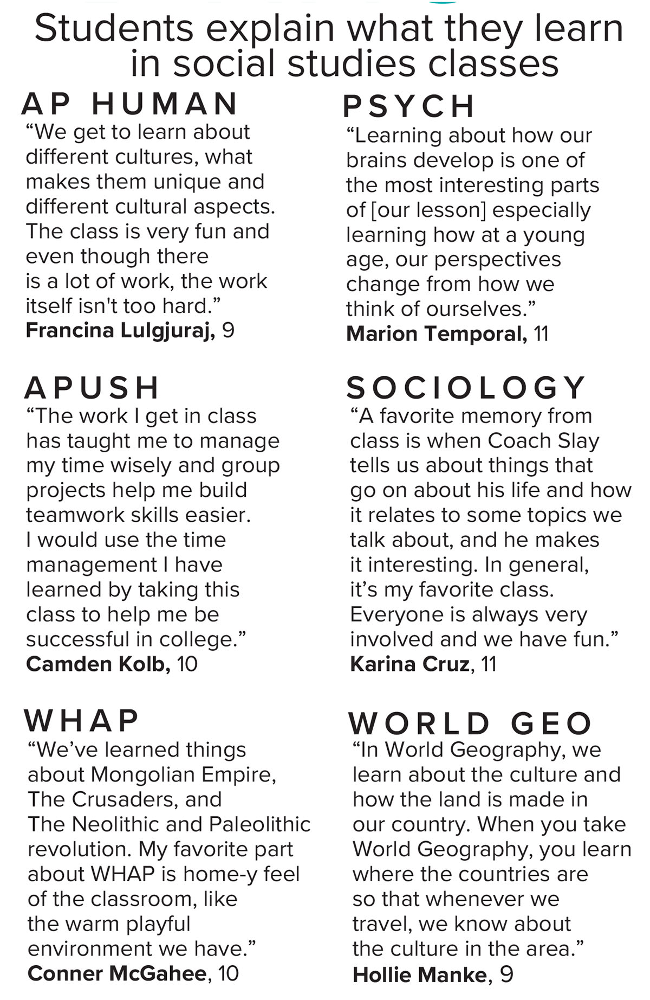 Students explain what they learn
in social studies classes
AP HUMAN
“We get to learn about
different cultures, what
makes them unique and
different cultural aspects.
The class is very fun and
even though there
is a lot of work, the work
itself isn't too hard.”
Francina Lulgjuraj, 9
PSYCH
“Learning about how our
brains develop is one of
the most interesting parts
of [our lesson] especially
learning how at a young
age, our perspectives
change from how we
think of ourselves.”
Marion Temporal, 11
APUSH
“The work I get in class
has taught me to manage
my time wisely and group
projects help me build
teamwork skills easier.
I would use the time
management I have
learned by taking this
class to help me be
successful in college.”
Camden Kolb, 10
SOCIOLOGY
“A favorite memory from
class is when Coach Slay
tells us about things that
go on about his life and how
it relates to some topics we
talk about, and he makes
it interesting. In general,
it’s my favorite class.
Everyone is always very
involved and we have fun.”
Karina Cruz, 11
WHAP
“We’ve learned things
about Mongolian Empire,
The Crusaders, and
The Neolithic and Paleolithic
revolution. My favorite part
about WHAP is home-y feel
of the classroom, like
the warm playful
environment we have.”
Conner McGahee, 10
WORLD GEO
“In World Geography, we
learn about the culture and
how the land is made in
our country. When you take
World Geography, you learn
where the countries are
so that whenever we
travel, we know about
the culture in the area.”
Hollie Manke, 9